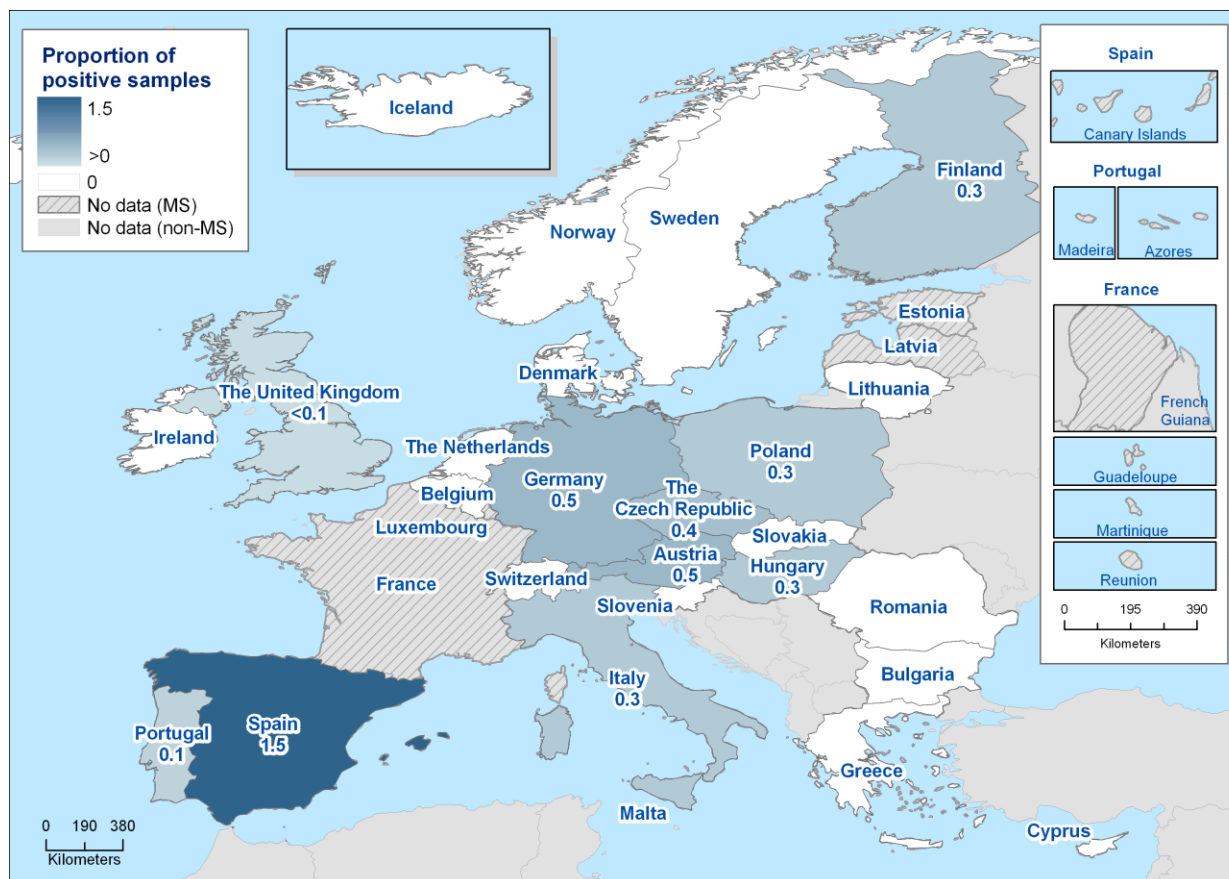 Proportion of
positive samples
1.5
>0
0
No data (MS)
No data (non-MS)
Iceland
Finland
0.3
Sweden
Norway
Estonia
Latvia
Denmark
Lithuania
The United Kingdom
<0.1
Ireland
The Netherlands
Poland
0.3
Belgium
Germany
0.5
The
Czech Republic
0.4
Luxembourg
Slovakia
Austria
0.5
Hungary
0.3
France
Switzerland
Slovenia
Romania
Bulgaria
Italy
0.3
Portugal
0.1
Spain
1.5
Greece
Malta
Cyprus
0 190 380
Kilometers
Spain
Canary Islands
Portugal
Madeira
Azores
France
French
Guiana
Guadeloupe
Martinique
Reunion
0 195 390
Kilometers